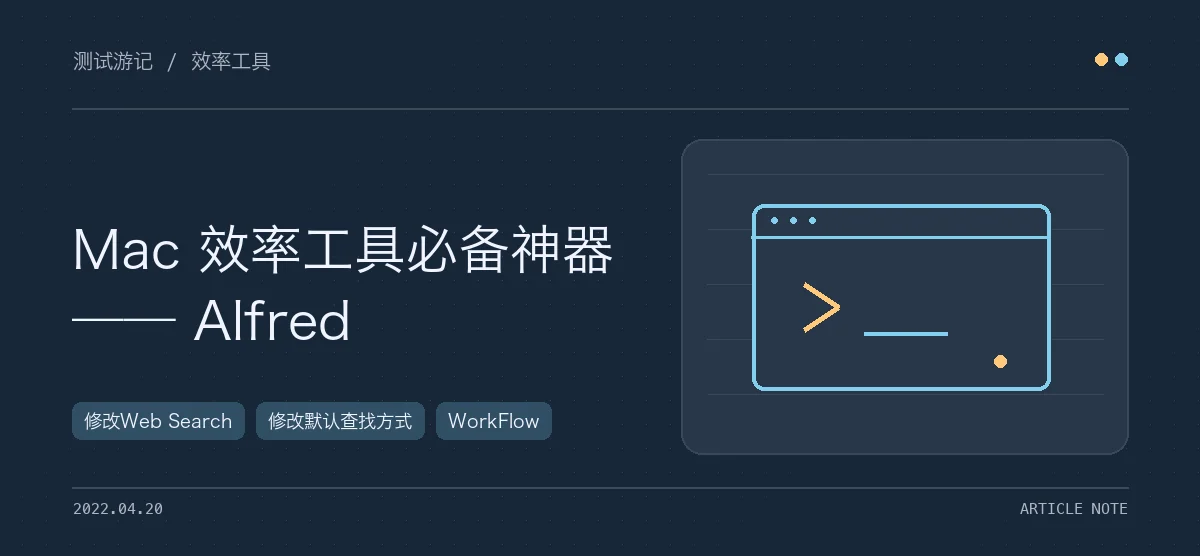 测试游记 / 效率工具
Mac 效率工具必备神器
—— Alfred
修改Web Search
修改默认查找方式
WorkFlow
2022.04.20
ARTICLE NOTE